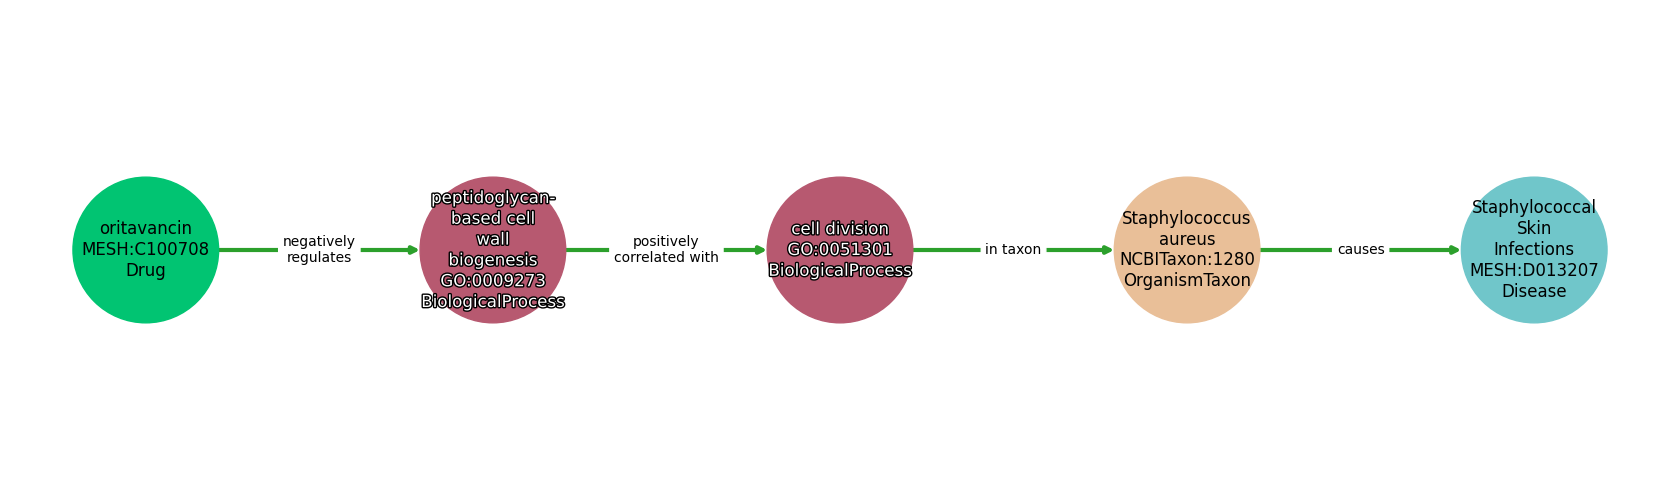 oritavancin
MESH:C100708
Drug
negatively
regulates
peptidoglycan-
based cell
wall
biogenesis
GO:0009273
BiologicalProcess
positively
correlated with
cell division
GO:0051301
BiologicalProcess
in taxon
Staphylococcus
aureus
NCBITaxon:1280
OrganismTaxon
causes
Staphylococcal
Skin
Infections
MESH:D013207
Disease